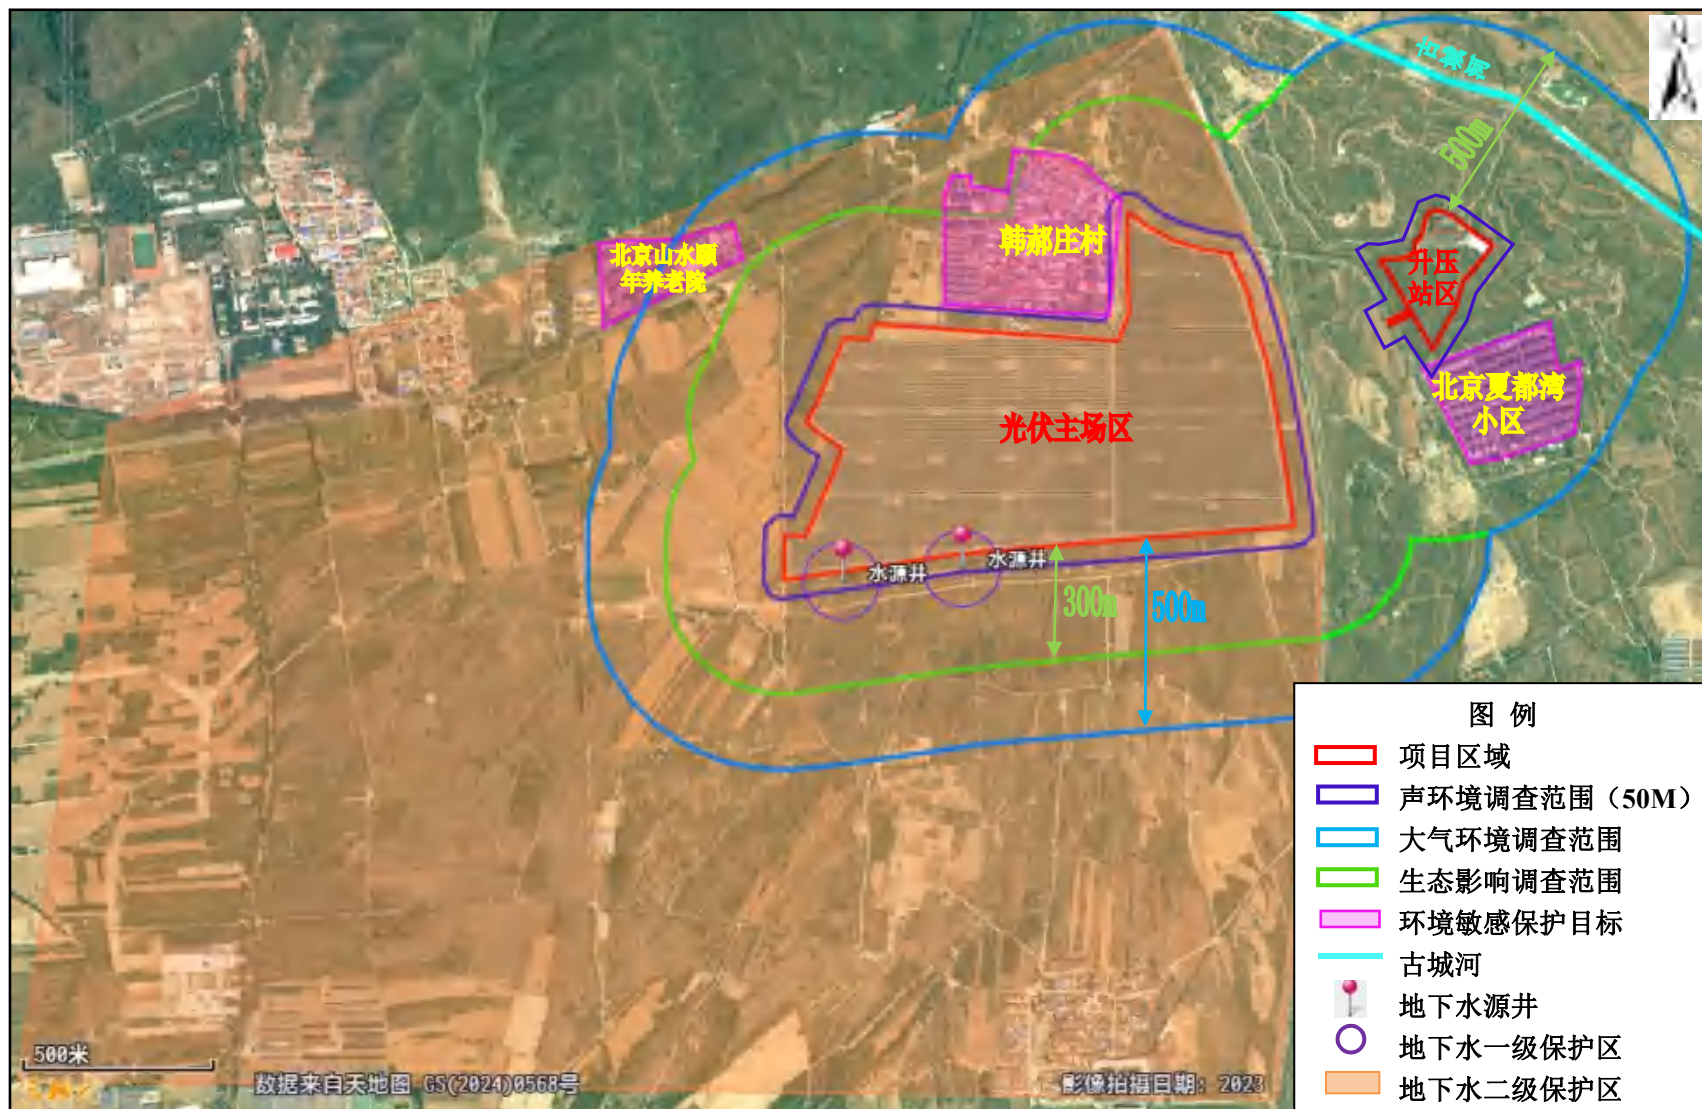 古城河
500m
北京山水颐
年养老院
韩郝庄村
升压
站区
北京夏都湾
小区
光伏主场区
水源井
水源井
300m
500m
图 例
项目区域
声环境调查范围（50M）
大气环境调查范围
生态影响调查范围
环境敏感保护目标
古城河
地下水源井
地下水一级保护区
地下水二级保护区
500米
数据来自天地图 GS(2024)0568号
影像拍摄日期: 2023